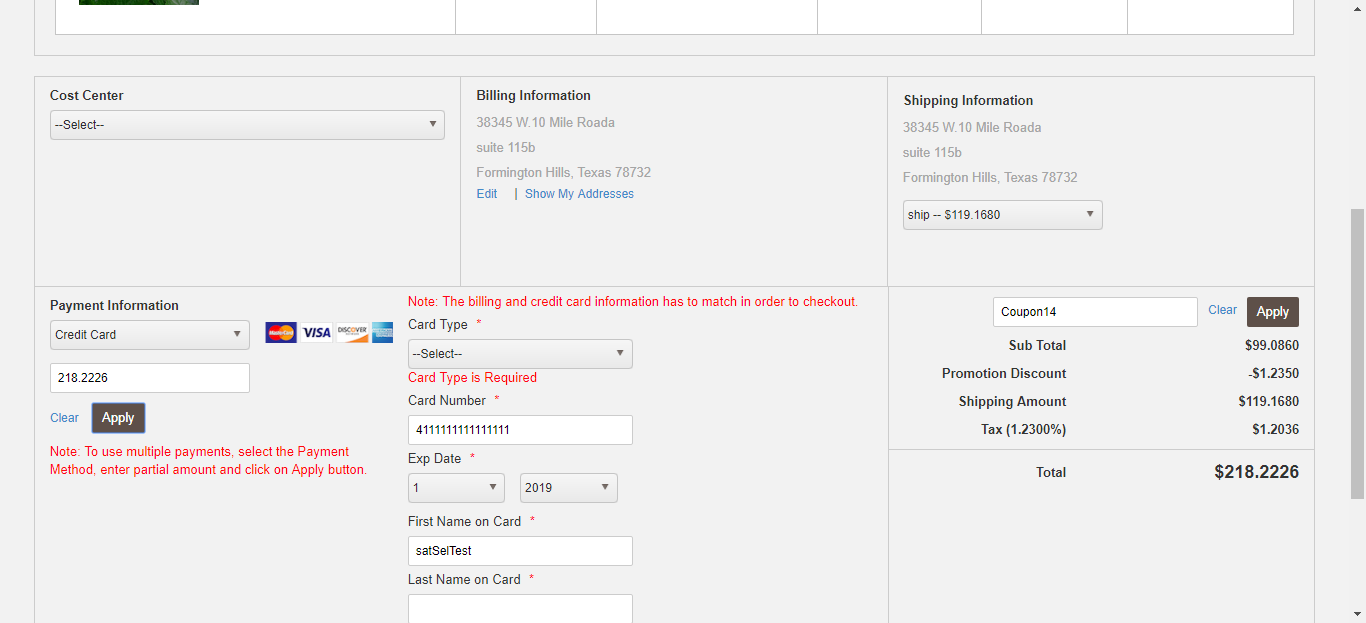 Cost Center
--Select--
Billing Information
38345 W.10 Mile Roada
suite 115b
Formington Hills, Texas 78732
Edit | Show My Addresses
Shipping Information
38345 W.10 Mile Roada
suite 115b
Formington Hills, Texas 78732
ship -- $119.1680
Payment Information
Credit Card
MasterCard VISA DISCOVER
218.2226
Clear Apply
Note: To use multiple payments, select the Payment
Method, enter partial amount and click on Apply button.
Note: The billing and credit card information has to match in order to checkout.
Card Type *
--Select--
Card Type is Required
Card Number *
4111111111111111
Exp Date *
1 2019
First Name on Card *
satSelTest
Last Name on Card *
Coupon14 Clear Apply
Sub Total $99.0860
Promotion Discount -$1.2350
Shipping Amount $119.1680
Tax (1.2300%) $1.2036
Total $218.2226